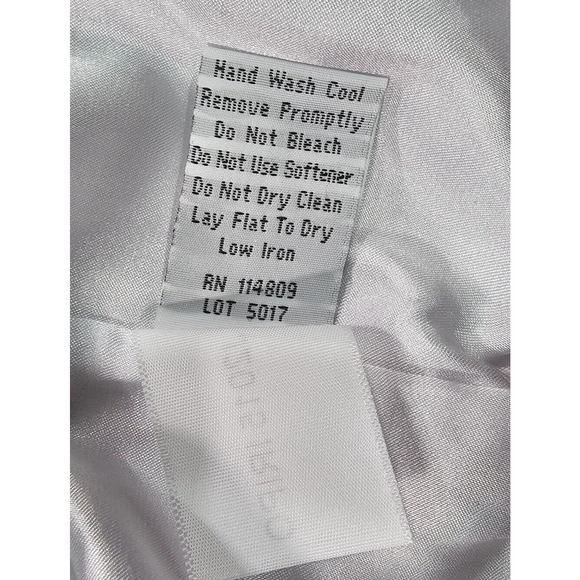 Hand Wash Cool
Remove Promptly
Do Not Bleach
Do Not Use Softener
Do Not Dry Clean
Lay Flat To Dry
Low Iron
RN 114809
LOT 5017